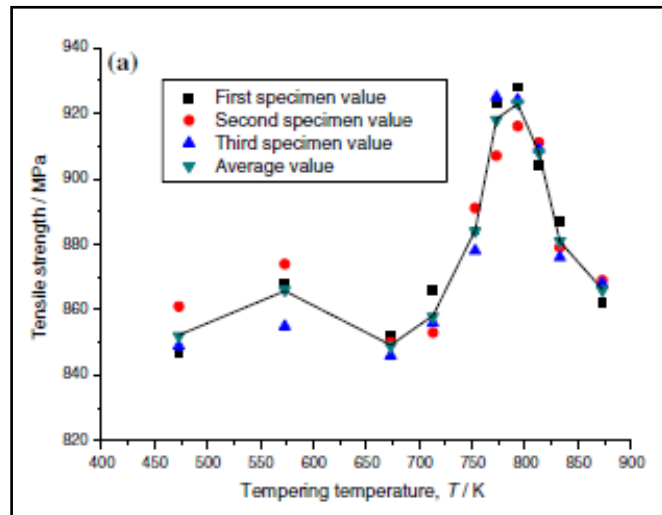 (a)
First specimen value
Second specimen value
Third specimen value
Average value
940
920
900
880
860
840
820
Tensile strength / MPa
400 450 500 550 600 650 700 750 800 850 900
Tempering temperature, T / K